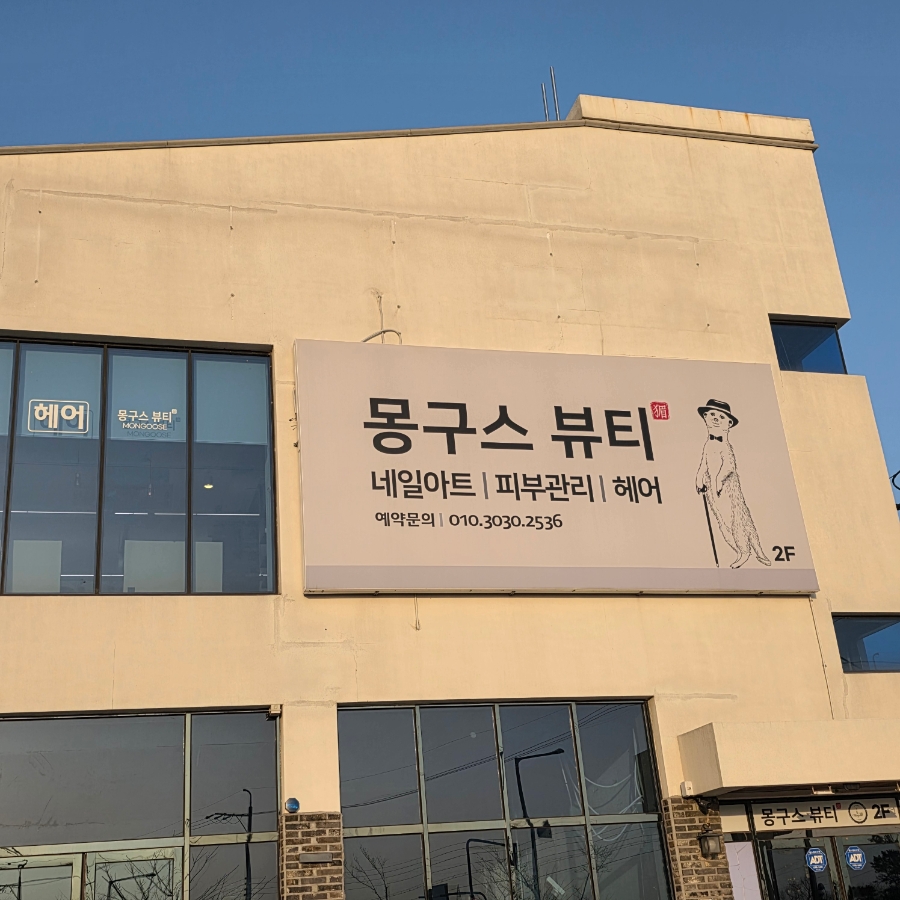 헤어
몽구스 뷰티
MONGOOSE
몽구스 뷰티
네일아트 | 피부관리 | 헤어
예약문의 | 010.3030.2536
2F
몽구스 뷰티 2F
ADT
ADT